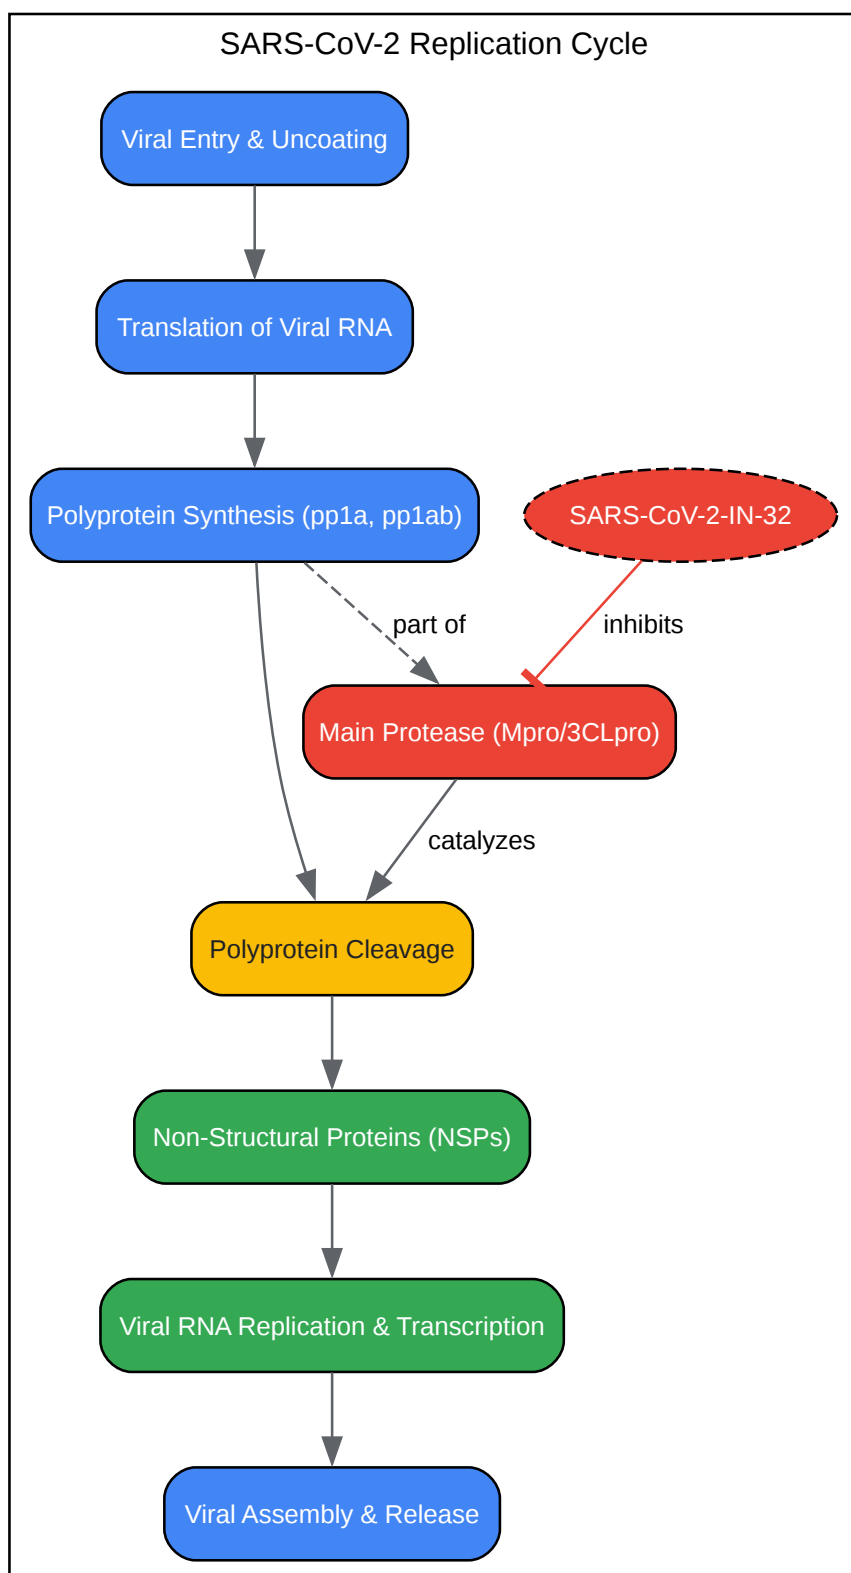 SARS-CoV-2 Replication Cycle
Viral Entry & Uncoating
Translation of Viral RNA
Polyprotein Synthesis (pp1a, pp1ab)
SARS-CoV-2-IN-32
part of
inhibits
Main Protease (Mpro/3CLpro)
catalyzes
Polyprotein Cleavage
Non-Structural Proteins (NSPs)
Viral RNA Replication & Transcription
Viral Assembly & Release